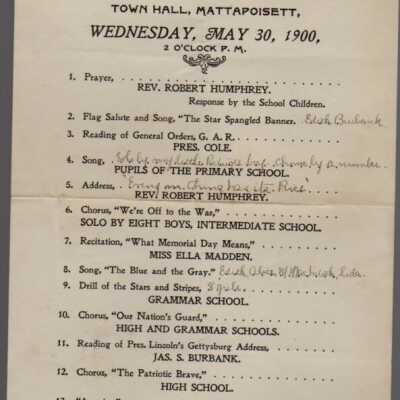 TOWN HALL, MATTAPOISETT,
WEDNESDAY, MAY 30, 1900,
2 O'CLOCK P. M.
1. Prayer,
REV. ROBERT HUMPHREY.
Response by the School Children.
2. Flag Salute and Song, "The Star Spangled Banner. Edith Burbank
3. Reading of General Orders, G. A. R.
PRES. COLE.
4. Song, Solo by
PUPILS OF THE PRIMARY SCHOOL.
5. Address,
REV. ROBERT HUMPHREY.
6. Chorus, "We're Off to the War,"
SOLO BY EIGHT BOYS, INTERMEDIATE SCHOOL.
7. Recitation, "What Memorial Day Means,"
MISS ELLA MADDEN.
8. Song, "The Blue and the Gray." Edith
9. Drill of the Stars and Stripes, 8 girls.
GRAMMAR SCHOOL.
10. Chorus, "Our Nation's Guard,"
HIGH AND GRAMMAR SCHOOLS.
11. Reading of Pres. Lincoln's Gettysburg Address,
JAS. S. BURBANK.
12. Chorus, "The Patriotic Brave,"
HIGH SCHOOL.